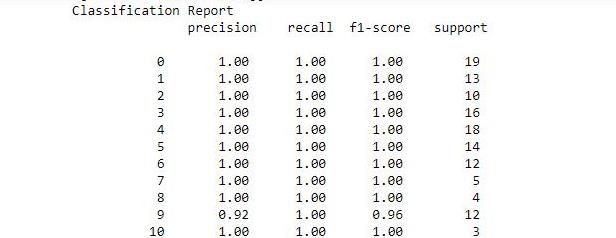 Classification Report
precision recall f1-score support
0 1.00 1.00 1.00 19
1 1.00 1.00 1.00 13
2 1.00 1.00 1.00 10
3 1.00 1.00 1.00 16
4 1.00 1.00 1.00 18
5 1.00 1.00 1.00 14
6 1.00 1.00 1.00 12
7 1.00 1.00 1.00 5
8 1.00 1.00 1.00 4
9 0.92 1.00 0.96 12
10 1.00 1.00 1.00 3